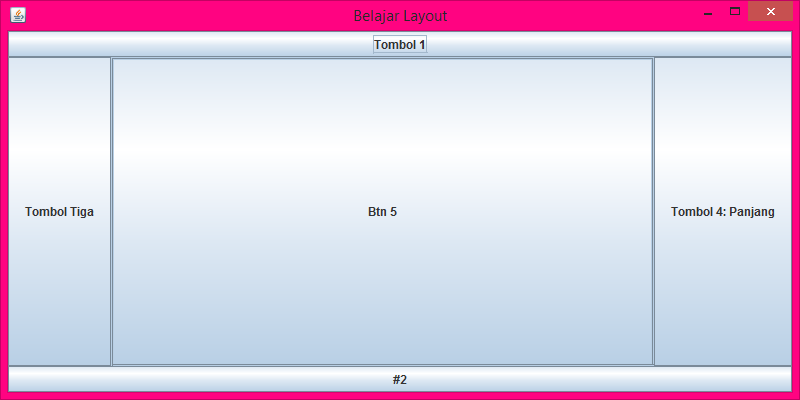 Belajar Layout
Tombol 1
Tombol Tiga
Btn 5
Tombol 4: Panjang
#2